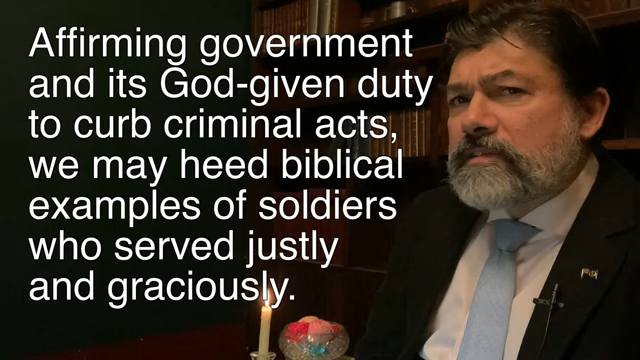 Affirming government
and its God-given duty
to curb criminal acts,
we may heed biblical
examples of soldiers
who served justly
and graciously.